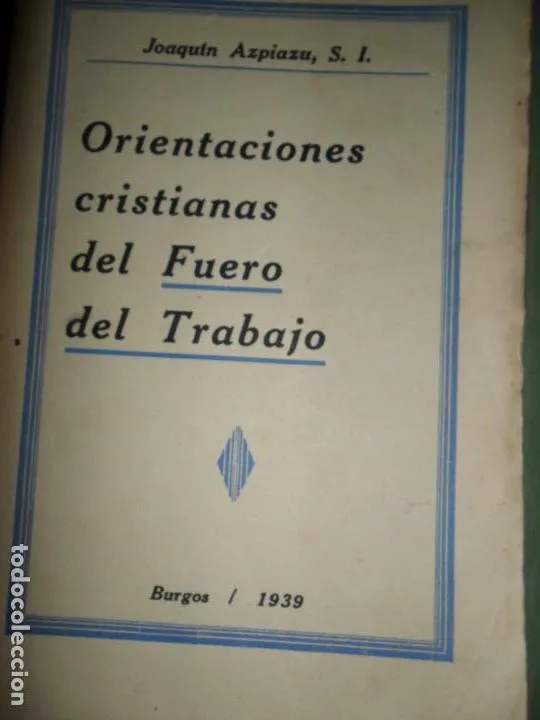 Joaquín Azpiazu, S. I.
Orientaciones
cristianas
del Fuero
del Trabajo
Burgos / 1939
todocoleccion